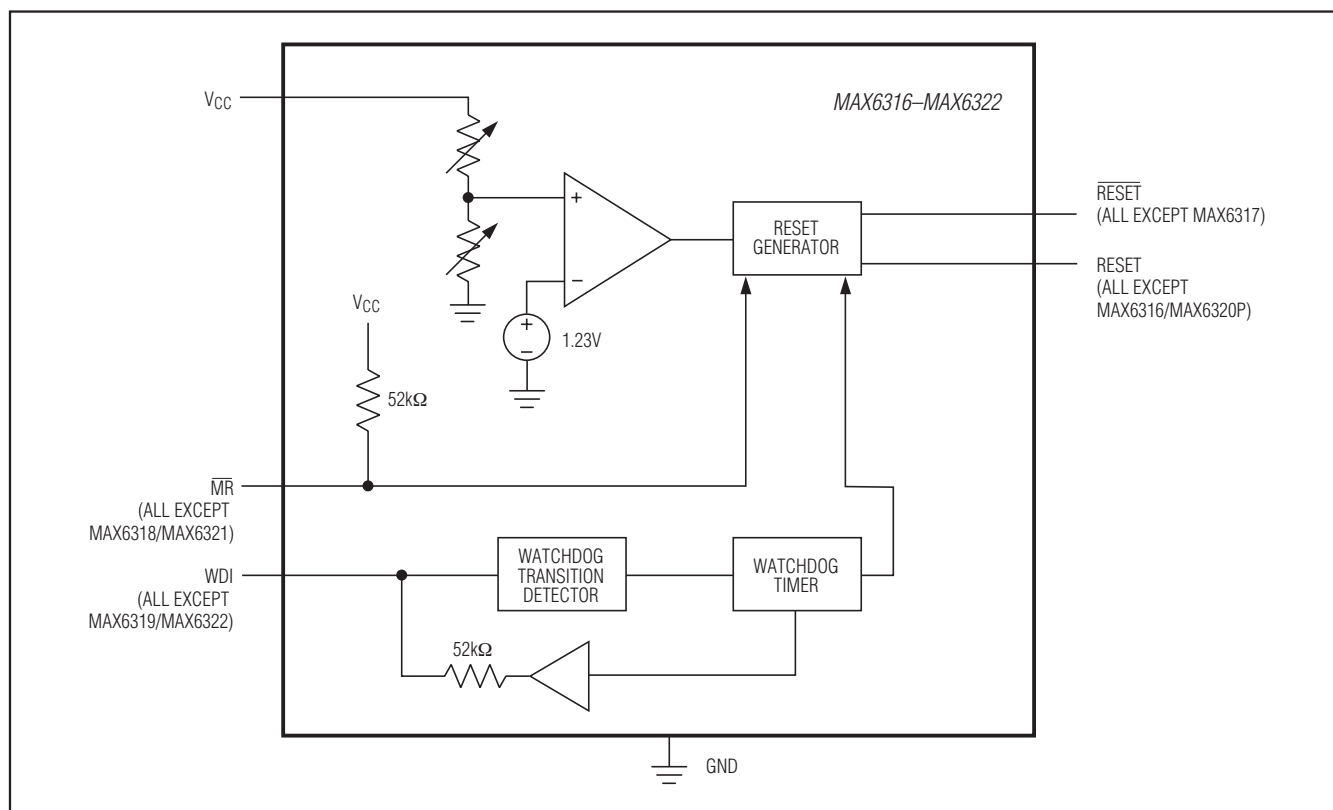 VCC
MAX6316–MAX6322
RESET
(ALL EXCEPT MAX6317)
RESET
GENERATOR
RESET
(ALL EXCEPT
MAX6316/MAX6320P)
+
−
VCC
+
−
1.23V
52kΩ
MR
(ALL EXCEPT
MAX6318/MAX6321)
WDI
(ALL EXCEPT
MAX6319/MAX6322)
WATCHDOG
TRANSITION
DETECTOR
WATCHDOG
TIMER
52kΩ
GND